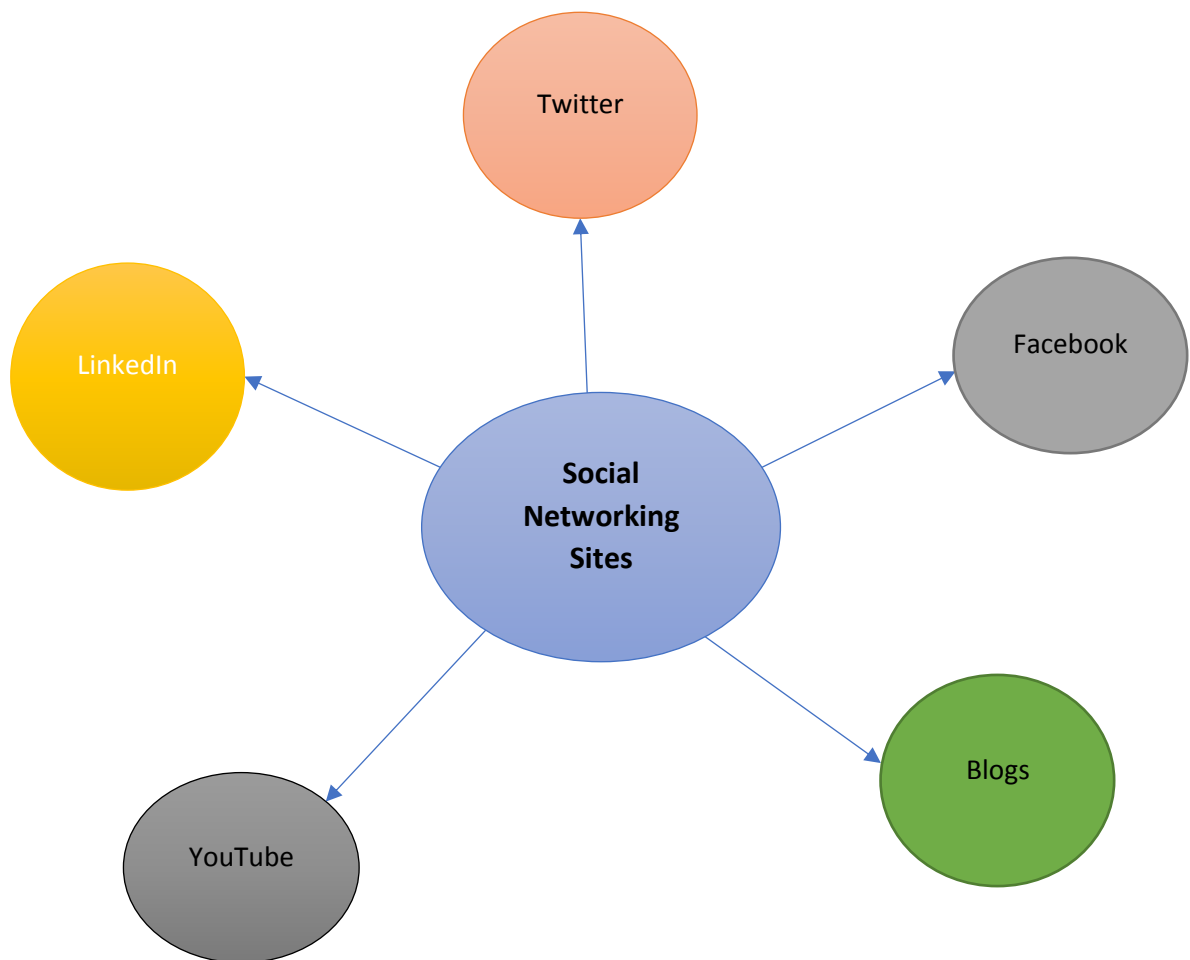 Twitter
Facebook
LinkedIn
Social
Networking
Sites
Blogs
YouTube